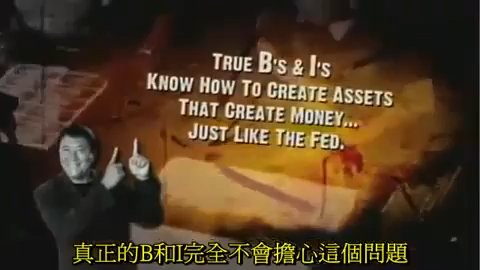 TRUE B'S & I'S
KNOW HOW TO CREATE ASSETS
THAT CREATE MONEY...
JUST LIKE THE FED.
真正的B和I完全不會擔心這個問題